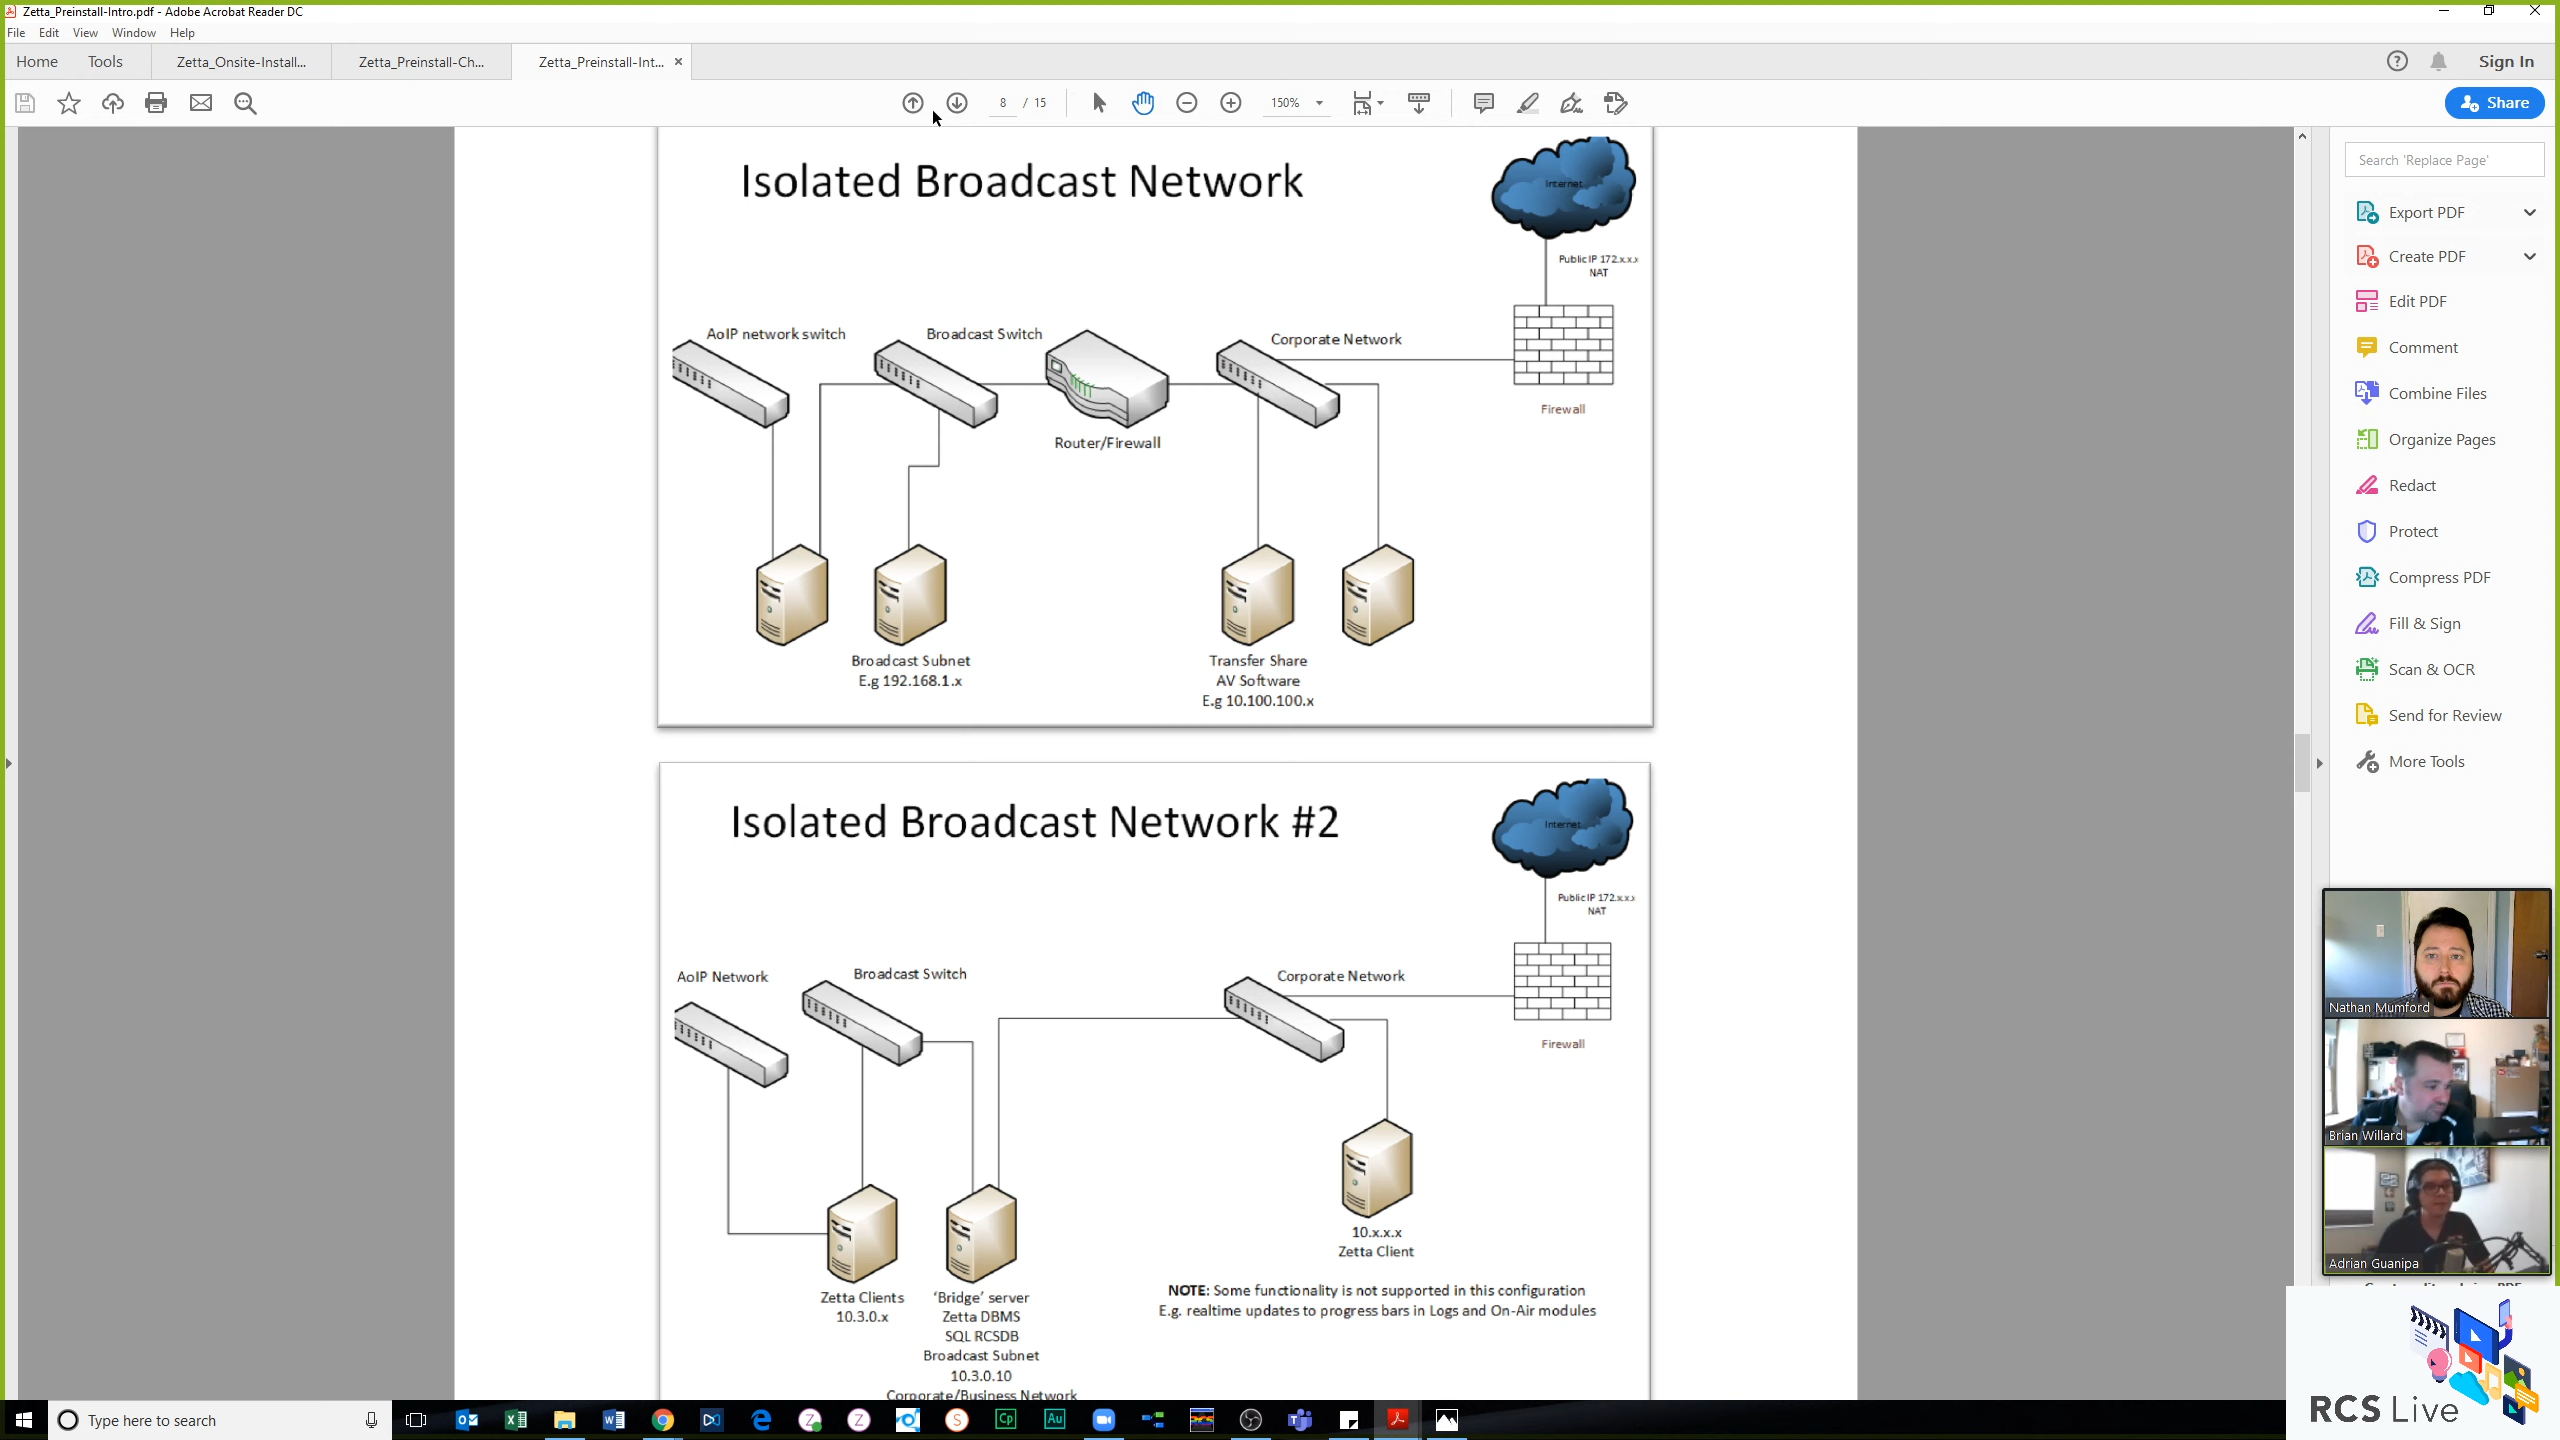 Zetta_Preinstall-Intro.pdf - Adobe Acrobat Reader DC
File Edit View Window Help
Home Tools Zetta_Onsite-Install... Zetta_Preinstall-Ch... Zetta_Preinstall-Int... Sign In
8 / 15 150% Share
Isolated Broadcast Network
Internet
Public IP 172.x.x.x
NAT
AoIP network switch
Broadcast Switch
Corporate Network
Router/Firewall
Firewall
Broadcast Subnet
E.g 192.168.1.x
Transfer Share
AV Software
E.g 10.100.100.x
Isolated Broadcast Network #2
Internet
Public IP 172.x.x.x
NAT
AoIP Network
Broadcast Switch
Corporate Network
Firewall
10.x.x.x
Zetta Client
Zetta Clients
10.3.0.x
'Bridge' server
Zetta DBMS
SQL RCSDB
Broadcast Subnet
10.3.0.10
Corporate/Business Network
NOTE: Some functionality is not supported in this configuration
E.g. realtime updates to progress bars in Logs and On-Air modules
Search 'Replace Page'
Export PDF
Create PDF
Edit PDF
Comment
Combine Files
Organize Pages
Redact
Protect
Compress PDF
Fill & Sign
Scan & OCR
Send for Review
More Tools
Nathan Mumford
Brian Willard
Adrian Guanipa
RCS Live
Type here to search